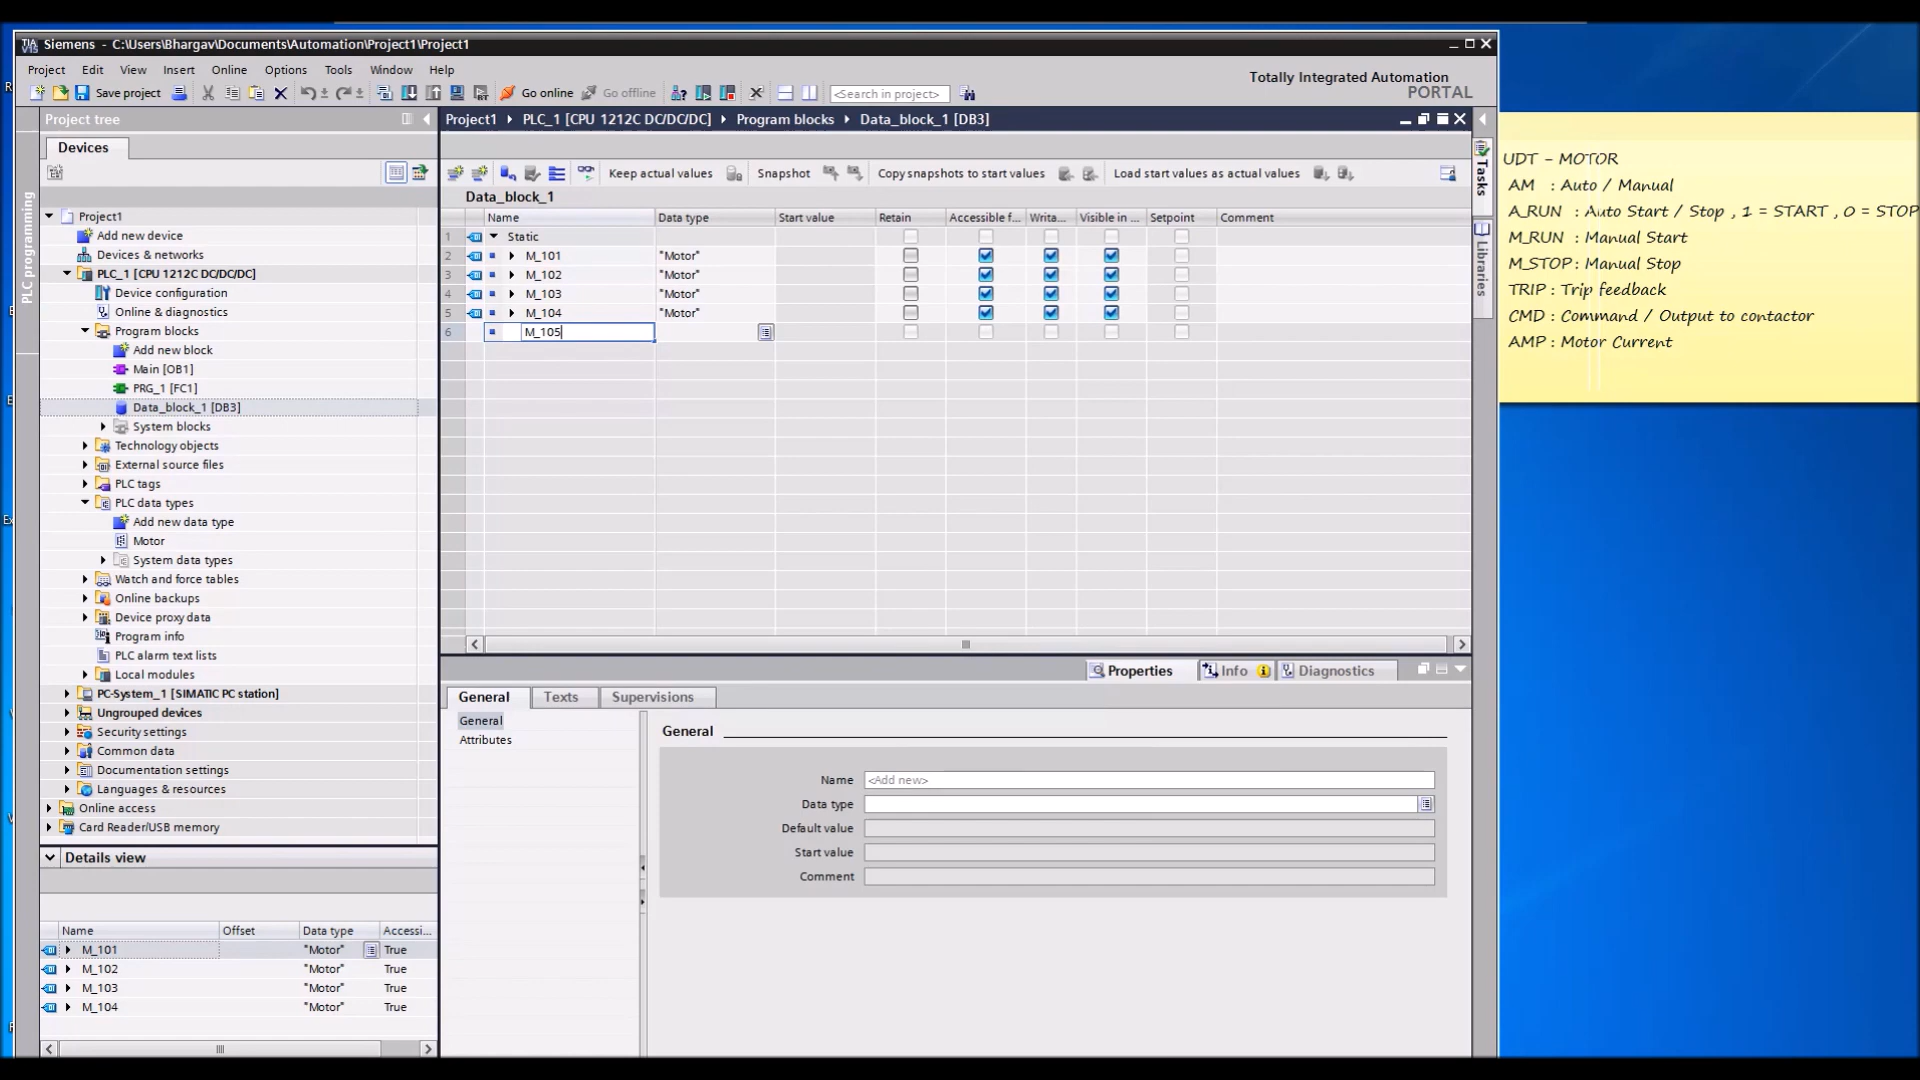 Siemens - C:\Users\Bhargav\Documents\Automation\Project1\Project1
Project Edit View Insert Online Options Tools Window Help
Totally Integrated Automation
PORTAL
Save project Go online Go offline <Search in project>
Project tree
Devices
PLC programming
Project1
Add new device
Devices & networks
PLC_1 [CPU 1212C DC/DC/DC]
Device configuration
Online & diagnostics
Program blocks
Add new block
Main [OB1]
PRG_1 [FC1]
Data_block_1 [DB3]
System blocks
Technology objects
External source files
PLC tags
PLC data types
Add new data type
Motor
System data types
Watch and force tables
Online backups
Device proxy data
Program info
PLC alarm text lists
Local modules
PC-System_1 [SIMATIC PC station]
Ungrouped devices
Security settings
Common data
Documentation settings
Languages & resources
Online access
Card Reader/USB memory
Details view
Name Offset Data type Accessi...
M_101 "Motor" True
M_102 "Motor" True
M_103 "Motor" True
M_104 "Motor" True
Project1 PLC_1 [CPU 1212C DC/DC/DC] Program blocks Data_block_1 [DB3]
Keep actual values Snapshot Copy snapshots to start values Load start values as actual values
Data_block_1
Name Data type Start value Retain Accessible f... Writa... Visible in ... Setpoint Comment
1 Static
2 M_101 "Motor"
3 M_102 "Motor"
4 M_103 "Motor"
5 M_104 "Motor"
6 M_105
Properties Info Diagnostics
General Texts Supervisions
General
Attributes
General
Name <Add new>
Data type
Default value
Start value
Comment
Tasks
Libraries
UDT - MOTOR
AM : Auto / Manual
A_RUN : Auto Start / Stop , 1 = START , 0 = STOP
M_RUN : Manual Start
M_STOP : Manual Stop
TRIP : Trip feedback
CMD : Command / Output to contactor
AMP : Motor Current